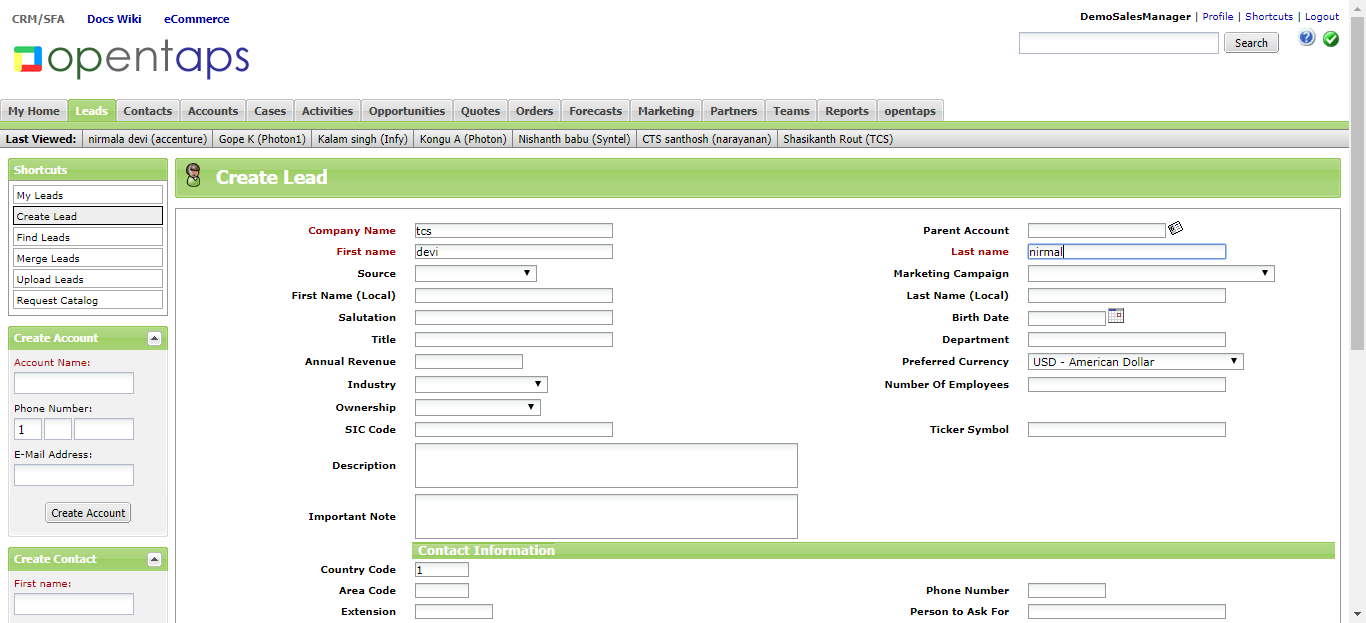 CRM/SFA Docs Wiki eCommerce
DemoSalesManager | Profile | Shortcuts | Logout
opentaps
Search
?
My Home Leads Contacts Accounts Cases Activities Opportunities Quotes Orders Forecasts Marketing Partners Teams Reports opentaps
Last Viewed: nirmala devi (accenture) Gope K (Photon1) Kalam singh (Infy) Kongu A (Photon) Nishanth babu (Syntel) CTS santhosh (narayanan) Shasikanth Rout (TCS)
Shortcuts
My Leads
Create Lead
Find Leads
Merge Leads
Upload Leads
Request Catalog
Create Account
Account Name:
Phone Number:
1
E-Mail Address:
Create Account
Create Contact
First name:
Create Lead
Company Name tcs Parent Account
First name devi Last name nirmal
Source Marketing Campaign
First Name (Local) Last Name (Local)
Salutation Birth Date
Title Department
Annual Revenue Preferred Currency USD - American Dollar
Industry Number Of Employees
Ownership
SIC Code Ticker Symbol
Description
Important Note
Contact Information
Country Code 1
Area Code Phone Number
Extension Person to Ask For